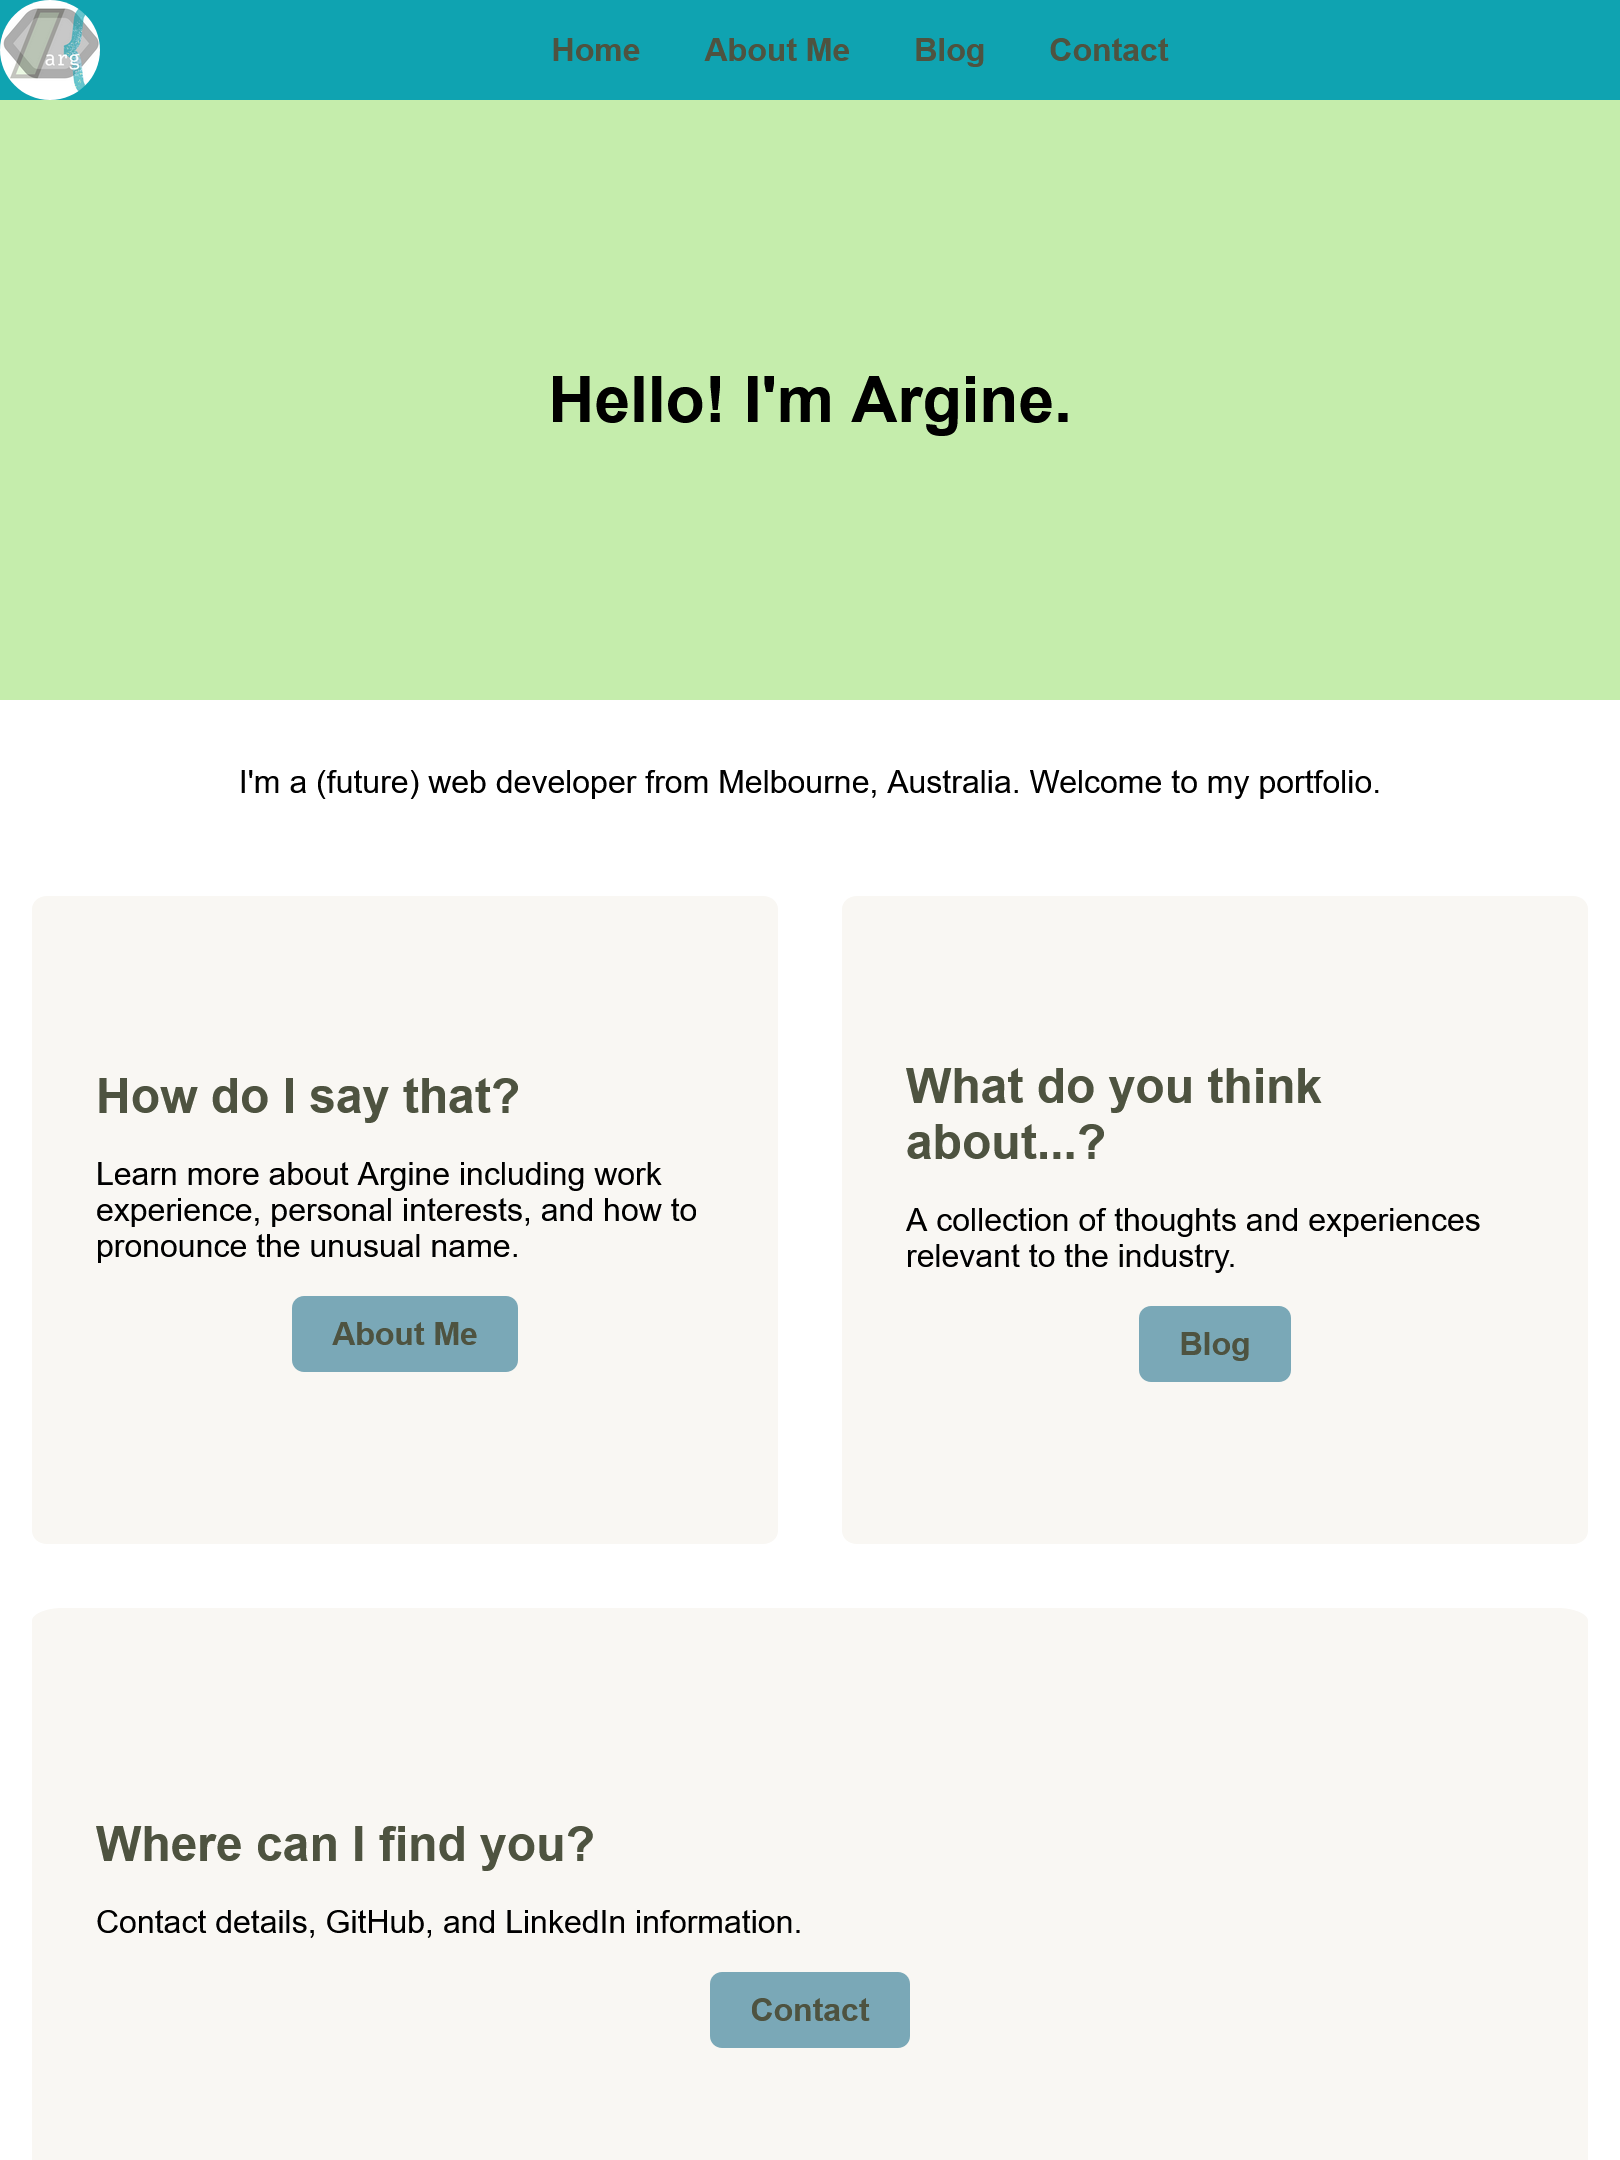 arg
Home About Me Blog Contact
Hello! I'm Argine.
I'm a (future) web developer from Melbourne, Australia. Welcome to my portfolio.
How do I say that?
Learn more about Argine including work
experience, personal interests, and how to
pronounce the unusual name.
About Me
What do you think
about...?
A collection of thoughts and experiences
relevant to the industry.
Blog
Where can I find you?
Contact details, GitHub, and LinkedIn information.
Contact